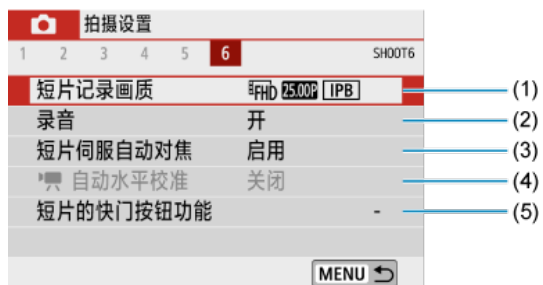 拍摄设置
1 2 3 4 5 6 SHOOT6
短片记录画质 FHD 25.00P IPB (1)
录音 开 (2)
短片伺服自动对焦 启用 (3)
自动水平校准 关闭 (4)
短片的快门按钮功能 - (5)
MENU